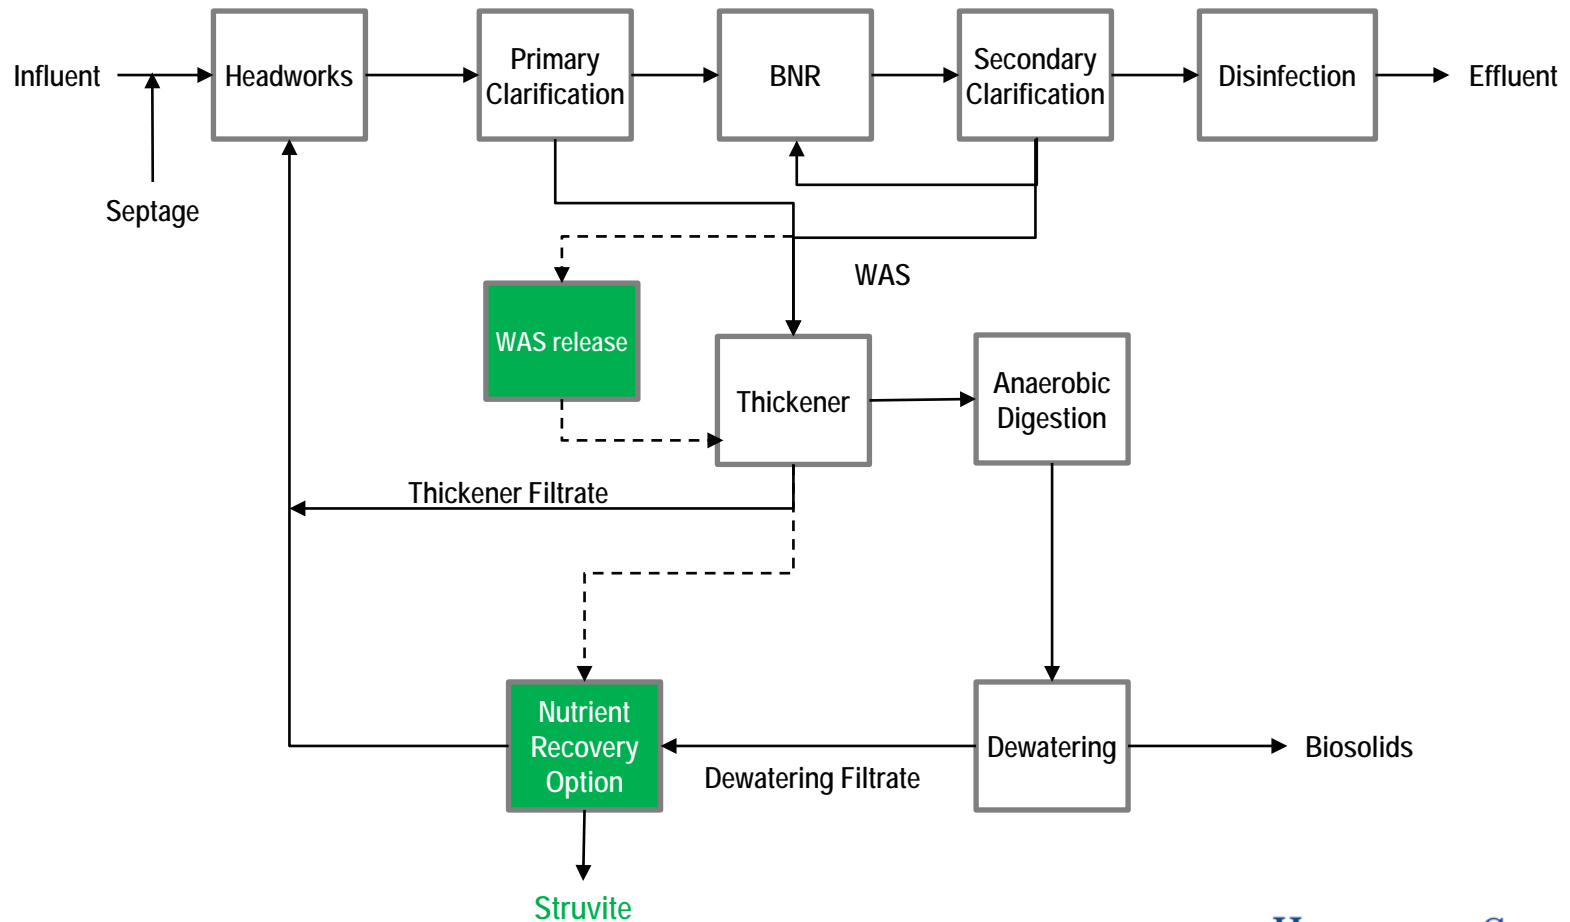 Influent
Headworks
Primary
Clarification
BNR
Secondary
Clarification
Disinfection
Effluent
Septage
WAS
WAS release
Thickener
Anaerobic
Digestion
Thickener Filtrate
Nutrient
Recovery
Option
Dewatering Filtrate
Dewatering
Biosolids
Struvite